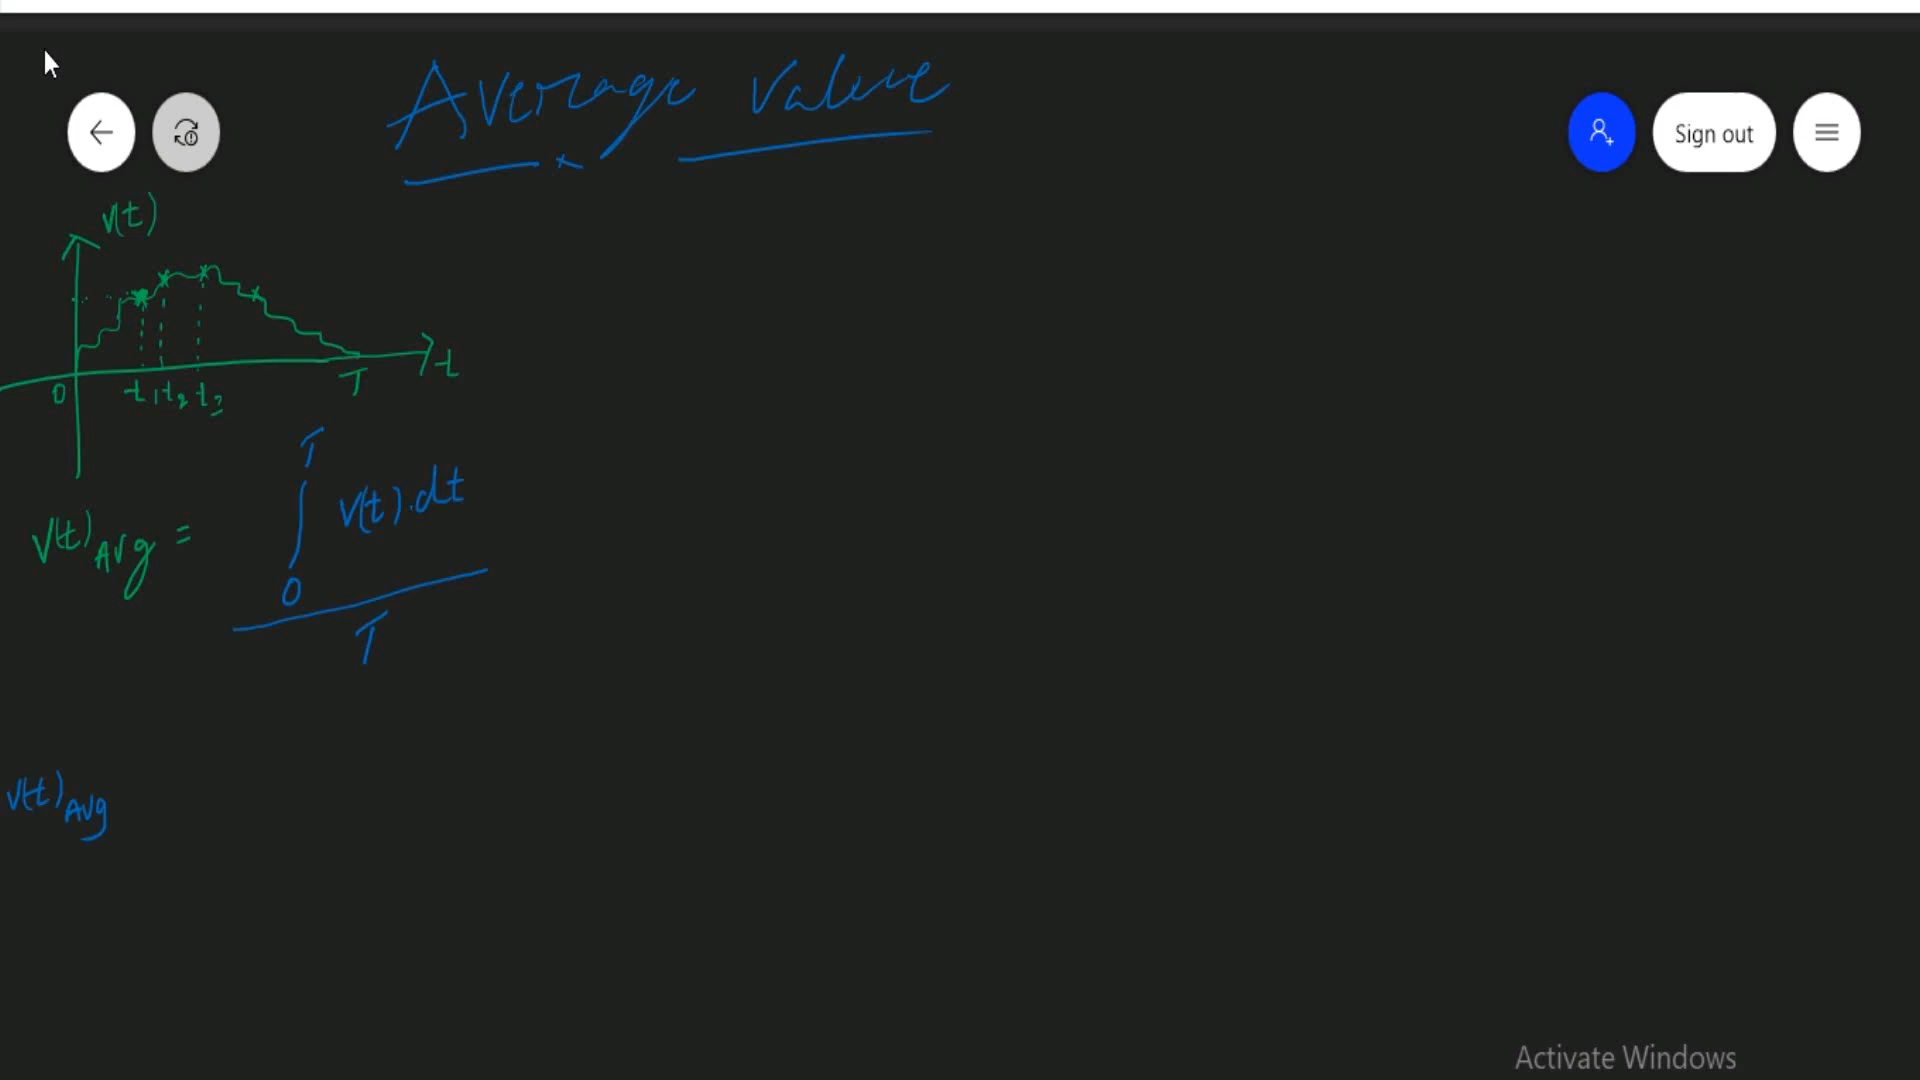 Average Value
Sign out
V(t)
0 t1 t2 t3 T t
T
V(t)Avg = ∫ V(t).dt
0
T
V(t)Avg
Activate Windows